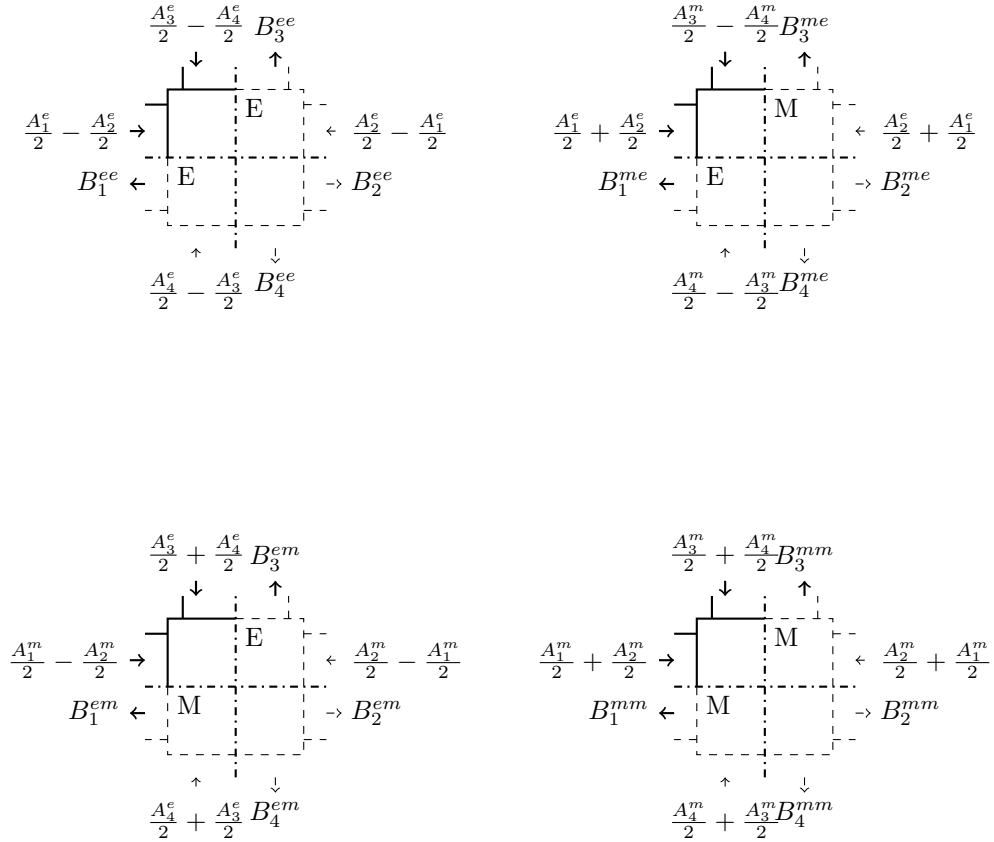 A_3^e/2 − A_4^e/2 B_3^{ee} A_3^m/2 − A_4^m/2 B_3^{me}
E M
A_1^e/2 − A_2^e/2 A_2^e/2 − A_1^e/2 A_1^e/2 + A_2^e/2 A_2^e/2 + A_1^e/2
B_1^{ee} E B_2^{ee} B_1^{me} E B_2^{me}
A_4^e/2 − A_3^e/2 B_4^{ee} A_4^m/2 − A_3^m/2 B_4^{me}
A_3^e/2 + A_4^e/2 B_3^{em} A_3^m/2 + A_4^m/2 B_3^{mm}
E M
A_1^m/2 − A_2^m/2 A_2^m/2 − A_1^m/2 A_1^m/2 + A_2^m/2 A_2^m/2 + A_1^m/2
B_1^{em} M B_2^{em} B_1^{mm} M B_2^{mm}
A_4^e/2 + A_3^e/2 B_4^{em} A_4^m/2 + A_3^m/2 B_4^{mm}